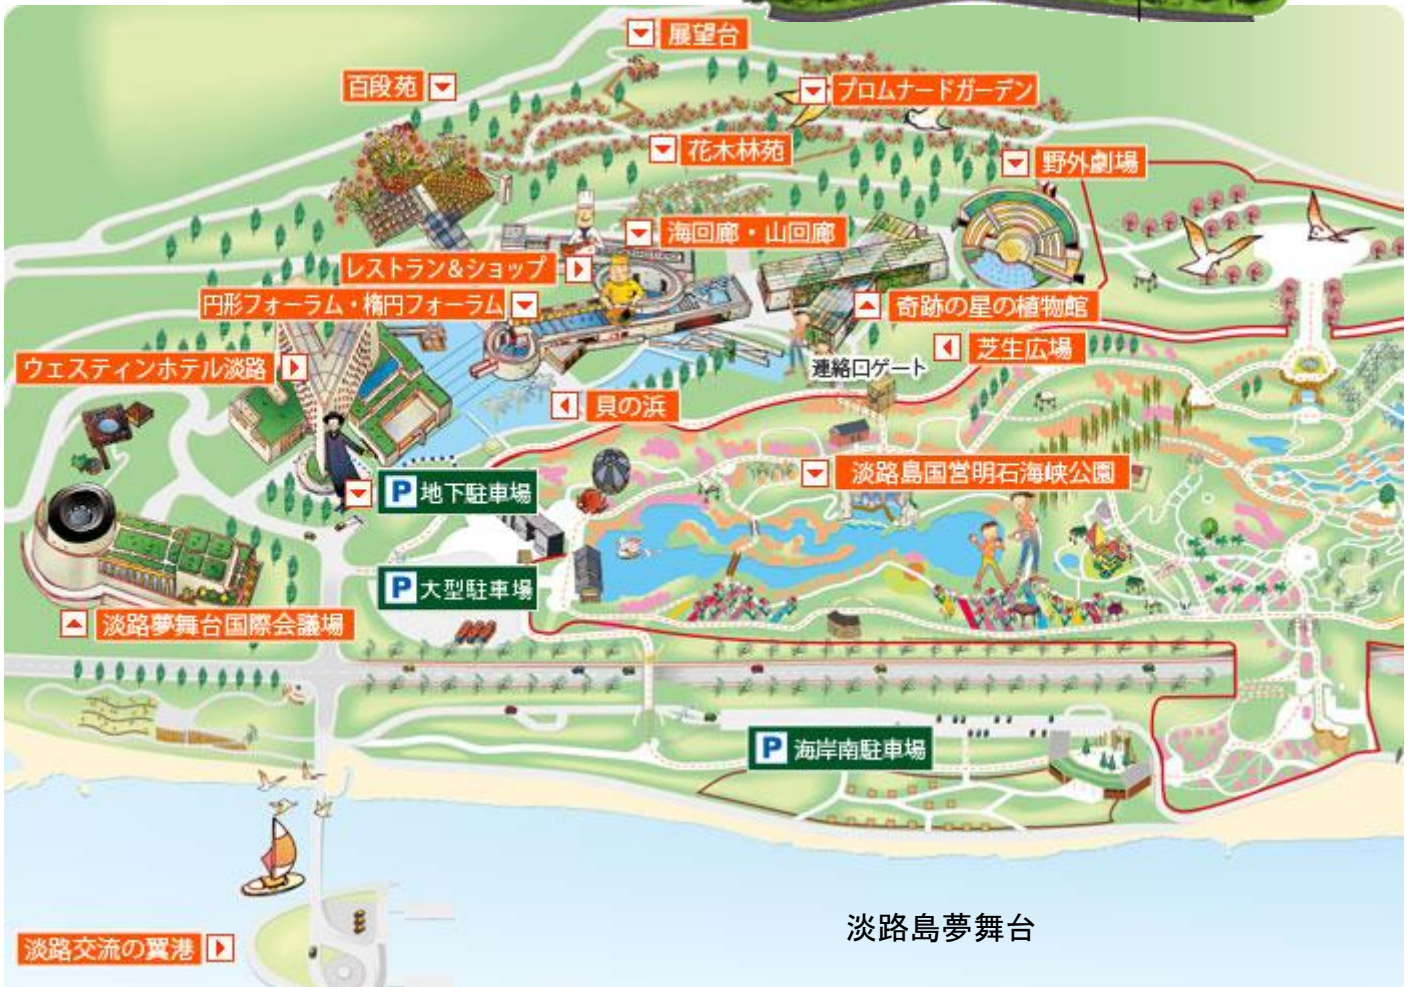 展望台
百段苑
プロムナードガーデン
花木林苑
野外劇場
海回廊・山回廊
レストラン&ショップ
円形フォーラム・楕円フォーラム
奇跡の星の植物館
芝生広場
ウェスティンホテル淡路
連絡口ゲート
貝の浜
淡路島国営明石海峡公園
P 地下駐車場
P 大型駐車場
淡路夢舞台国際会議場
P 海岸南駐車場
淡路島夢舞台
淡路交流の翼港